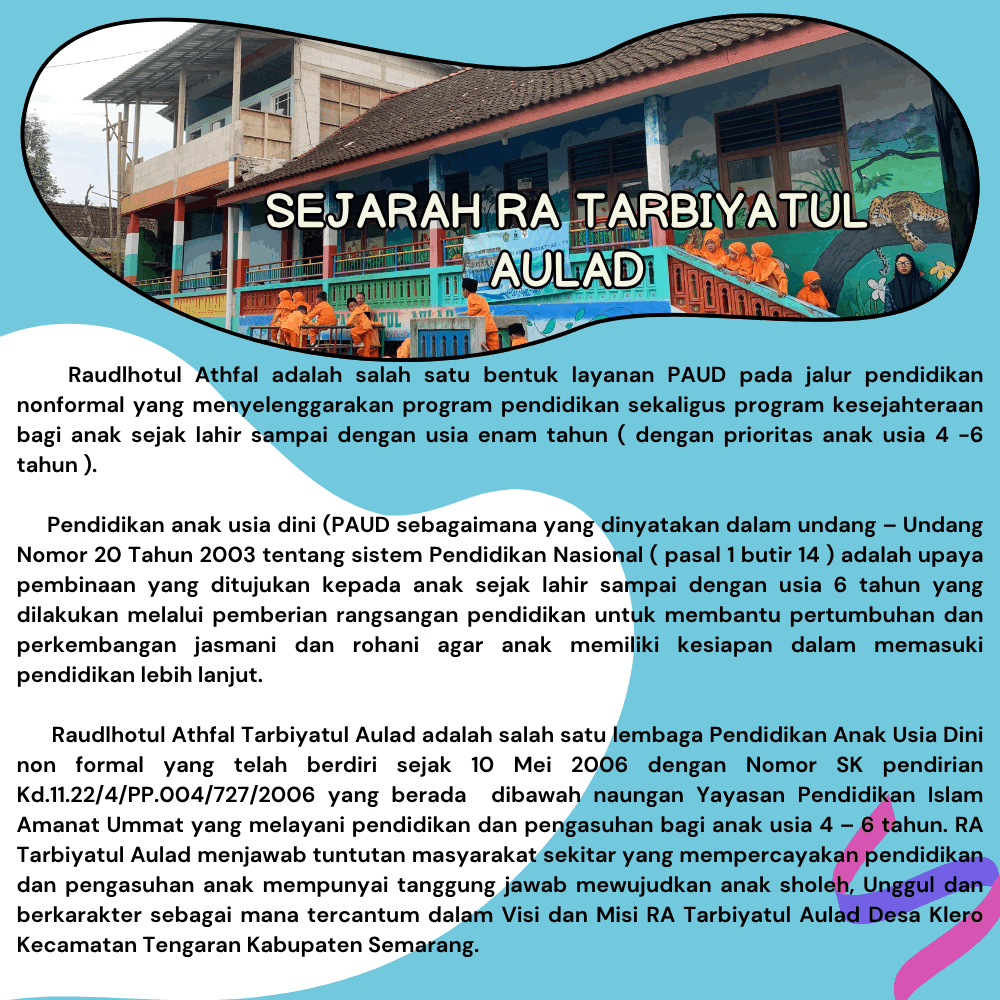 SEJARAH RA TARBIYATUL
AULAD
Raudlhotul Athfal adalah salah satu bentuk layanan PAUD pada jalur pendidikan
nonformal yang menyelenggarakan program pendidikan sekaligus program kesejahteraan
bagi anak sejak lahir sampai dengan usia enam tahun ( dengan prioritas anak usia 4 -6
tahun ).
Pendidikan anak usia dini (PAUD sebagaimana yang dinyatakan dalam undang – Undang
Nomor 20 Tahun 2003 tentang sistem Pendidikan Nasional ( pasal 1 butir 14 ) adalah upaya
pembinaan yang ditujukan kepada anak sejak lahir sampai dengan usia 6 tahun yang
dilakukan melalui pemberian rangsangan pendidikan untuk membantu pertumbuhan dan
perkembangan jasmani dan rohani agar anak memiliki kesiapan dalam memasuki
pendidikan lebih lanjut.
Raudlhotul Athfal Tarbiyatul Aulad adalah salah satu lembaga Pendidikan Anak Usia Dini
non formal yang telah berdiri sejak 10 Mei 2006 dengan Nomor SK pendirian
Kd.11.22/4/PP.004/727/2006 yang berada dibawah naungan Yayasan Pendidikan Islam
Amanat Ummat yang melayani pendidikan dan pengasuhan bagi anak usia 4 – 6 tahun. RA
Tarbiyatul Aulad menjawab tuntutan masyarakat sekitar yang mempercayakan pendidikan
dan pengasuhan anak mempunyai tanggung jawab mewujudkan anak sholeh, Unggul dan
berkarakter sebagai mana tercantum dalam Visi dan Misi RA Tarbiyatul Aulad Desa Klero
Kecamatan Tengaran Kabupaten Semarang.